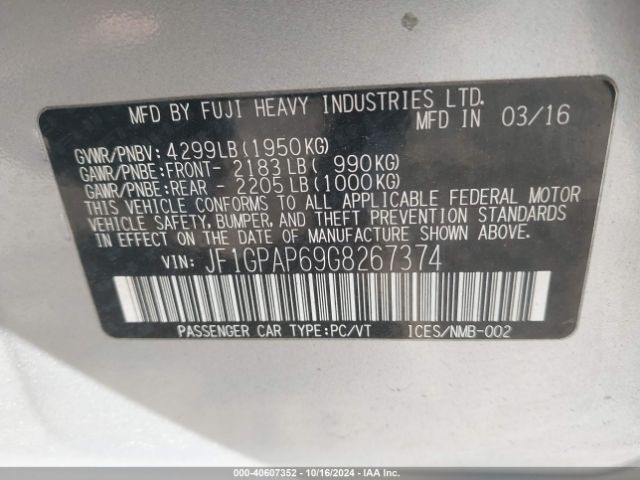 MFD BY FUJI HEAVY INDUSTRIES LTD.
MFD IN 03/16
GVWR/PNBV: 4299LB(1950KG)
GAWR/PNBE:FRONT- 2183LB( 990KG)
GAWR/PNBE:REAR - 2205LB(1000KG)
THIS VEHICLE CONFORMS TO ALL APPLICABLE FEDERAL MOTOR
VEHICLE SAFETY, BUMPER, AND THEFT PREVENTION STANDARDS
IN EFFECT ON THE DATE OF MANUFACTURE SHOWN ABOVE.
VIN: JF1GPAP69G8267374
PASSENGER CAR TYPE:PC/VT ICES/NMB-002
000-40607352 - 10/16/2024 - IAA Inc.